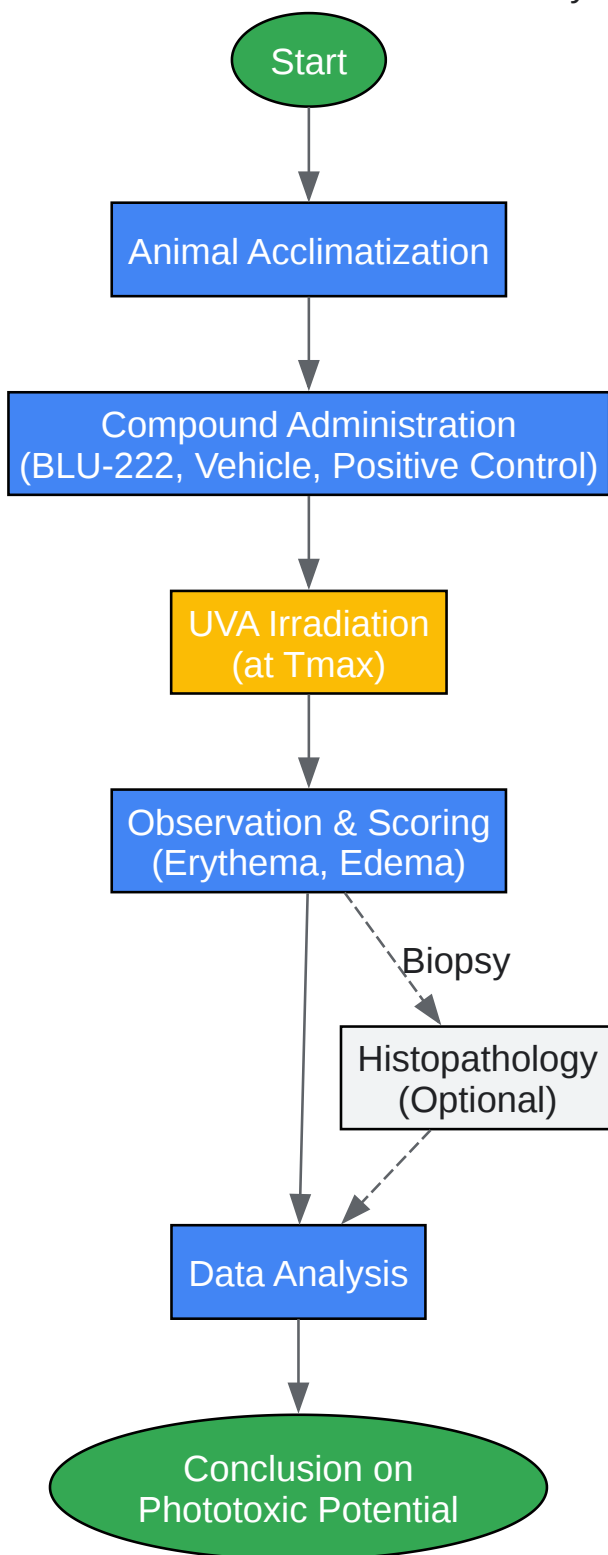 Start
Animal Acclimatization
Compound Administration
(BLU-222, Vehicle, Positive Control)
UVA Irradiation
(at Tmax)
Observation & Scoring
(Erythema, Edema)
Biopsy
Histopathology
(Optional)
Data Analysis
Conclusion on
Phototoxic Potential